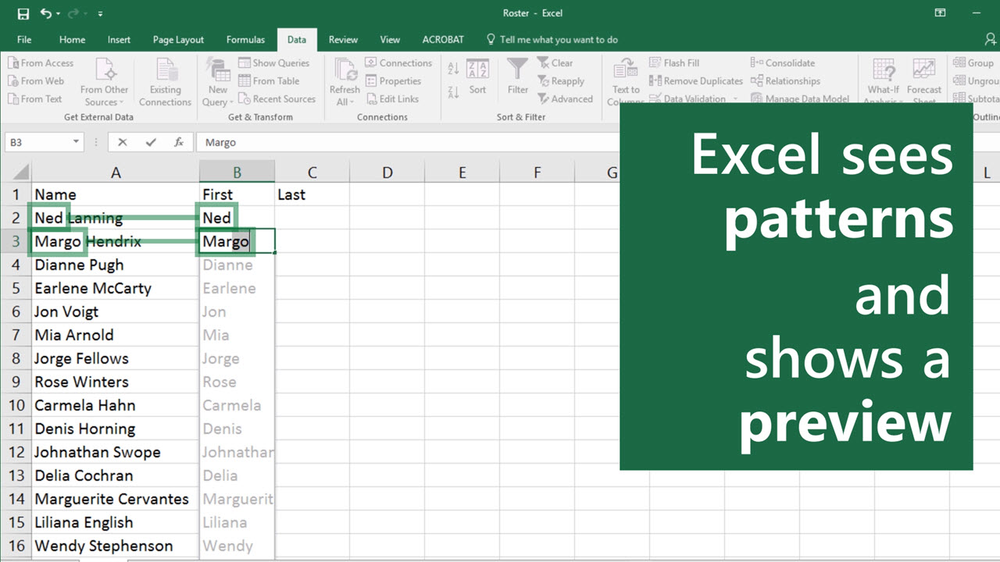 Roster - Excel
File Home Insert Page Layout Formulas Data Review View ACROBAT Tell me what you want to do
From Access
From Web
From Text
From Other
Sources
Existing
Connections
Get External Data
New
Query
Show Queries
From Table
Recent Sources
Get & Transform
Refresh
All
Connections
Properties
Edit Links
Connections
Sort
Filter
Clear
Reapply
Advanced
Sort & Filter
Text to
Flash Fill
Remove Duplicates
Data Validation
Consolidate
Relationships
Manage Data Model
What-If
Forecast
Group
B3 fx Margo
A B C D E F G L
1 Name First Last
2 Ned Lanning Ned
3 Margo Hendrix Margo
4 Dianne Pugh Dianne
5 Earlene McCarty Earlene
6 Jon Voigt Jon
7 Mia Arnold Mia
8 Jorge Fellows Jorge
9 Rose Winters Rose
10 Carmela Hahn Carmela
11 Denis Horning Denis
12 Johnathan Swope Johnathan
13 Delia Cochran Delia
14 Marguerite Cervantes Marguerit
15 Liliana English Liliana
16 Wendy Stephenson Wendy
Excel sees
patterns
and
shows a
preview